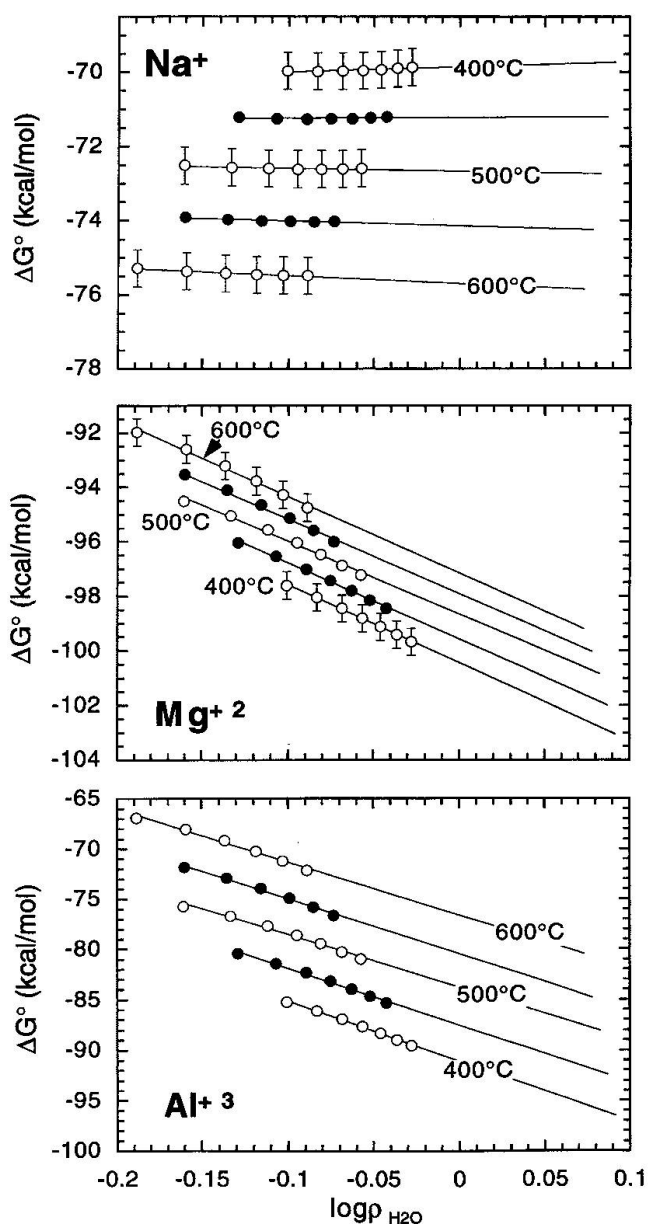 Na+
400°C
500°C
600°C
-70
-72
-74
-76
-78
ΔG° (kcal/mol)
600°C
500°C
400°C
Mg+2
-92
-94
-96
-98
-100
-102
-104
ΔG° (kcal/mol)
600°C
500°C
400°C
Al+3
-65
-70
-75
-80
-85
-90
-95
-100
ΔG° (kcal/mol)
-0.2 -0.15 -0.1 -0.05 0 0.05 0.1
logρ H2O